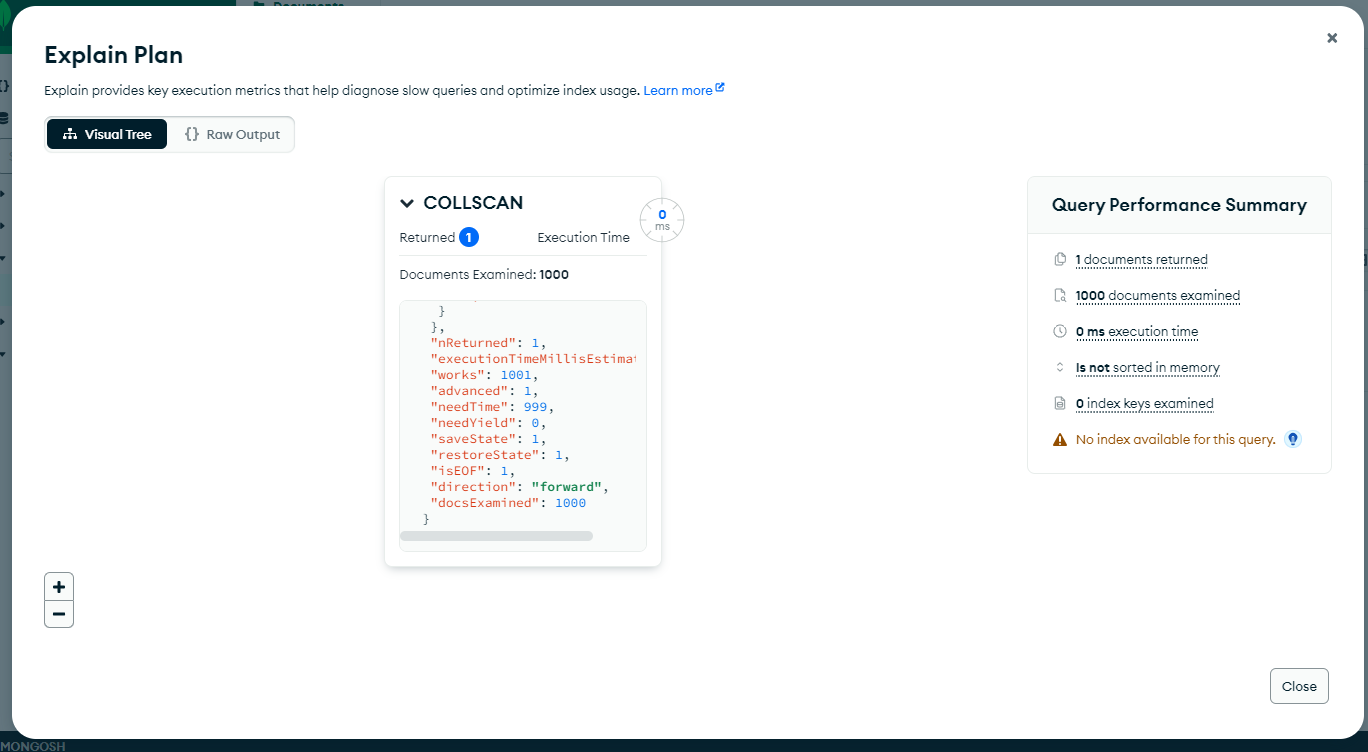 Explain Plan
Explain provides key execution metrics that help diagnose slow queries and optimize index usage. Learn more
Visual Tree
{} Raw Output
COLLSCAN
0
ms
Returned 1
Execution Time
Documents Examined: 1000
}
},
"nReturned": 1,
"executionTimeMillisEstimat
"works": 1001,
"advanced": 1,
"needTime": 999,
"needYield": 0,
"saveState": 1,
"restoreState": 1,
"isEOF": 1,
"direction": "forward",
"docsExamined": 1000
}
Query Performance Summary
1 documents returned
1000 documents examined
0 ms execution time
Is not sorted in memory
0 index keys examined
No index available for this query.
Close
MONGOSH